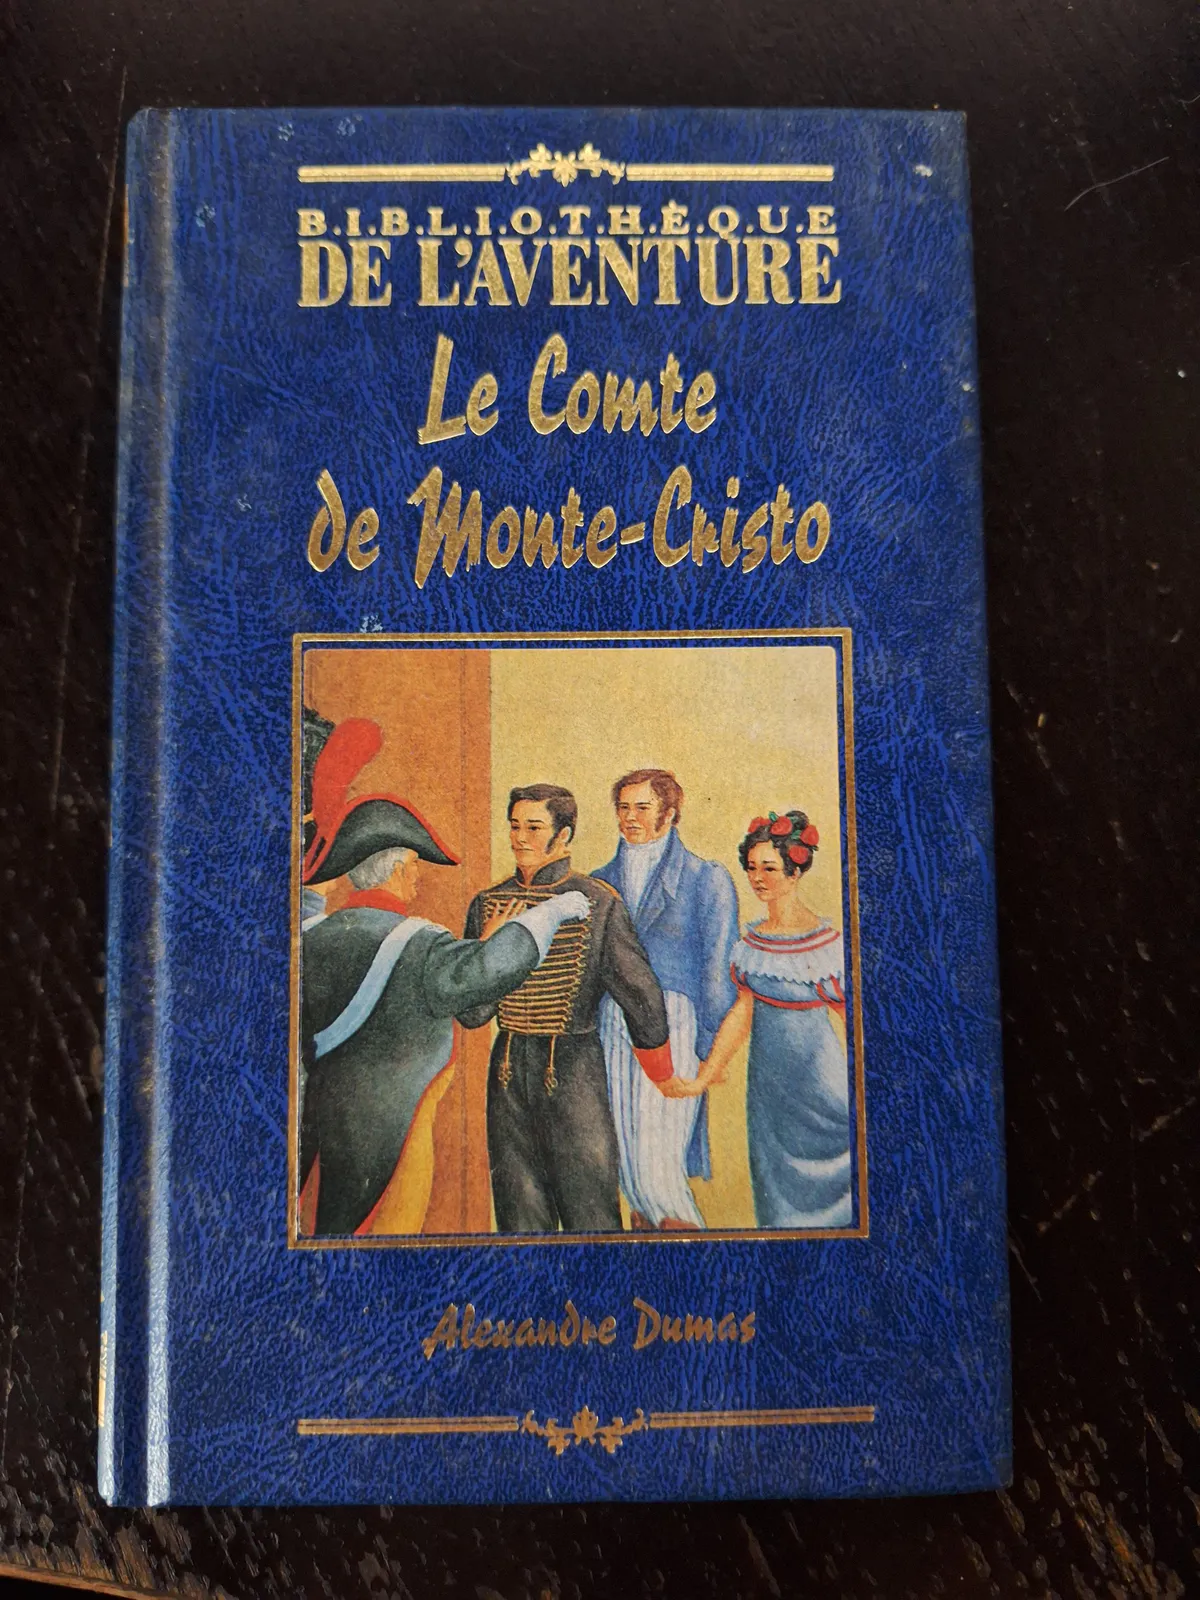 B.I.B.L.I.O.T.H.È.Q.U.E
DE L'AVENTURE
Le Comte
de Monte-Cristo
Alexandre Dumas